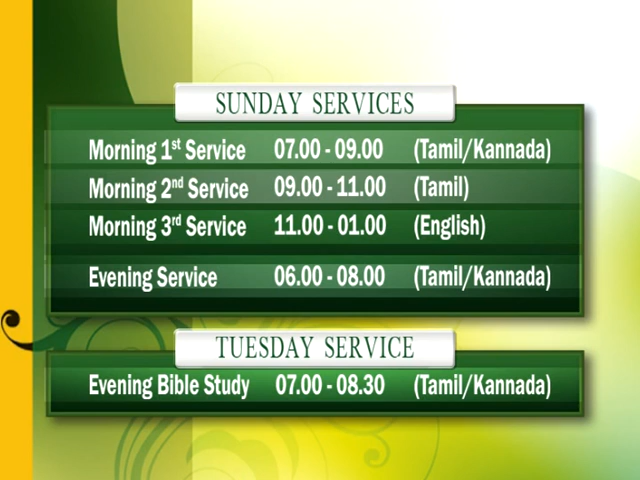 SUNDAY SERVICES
Morning 1st Service 07.00 - 09.00 (Tamil/Kannada)
Morning 2nd Service 09.00 - 11.00 (Tamil)
Morning 3rd Service 11.00 - 01.00 (English)
Evening Service 06.00 - 08.00 (Tamil/Kannada)
TUESDAY SERVICE
Evening Bible Study 07.00 - 08.30 (Tamil/Kannada)